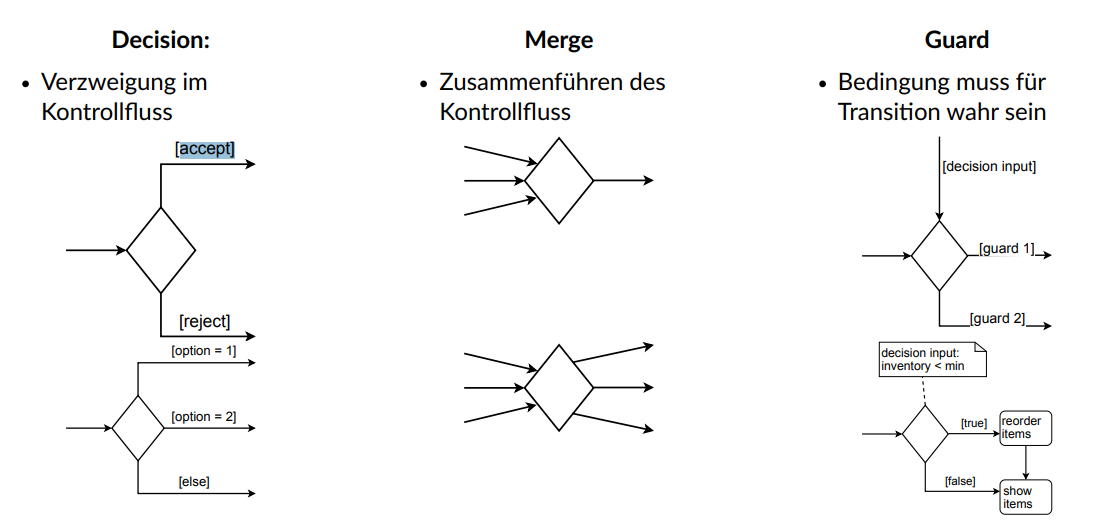 Decision:
• Verzweigung im
Kontrollfluss
[accept]
[reject]
[option = 1]
[option = 2]
[else]
Merge
• Zusammenführen des
Kontrollfluss
Guard
• Bedingung muss für
Transition wahr sein
[decision input]
[guard 1]
[guard 2]
decision input:
inventory < min
[true]
reorder
items
[false]
show
items